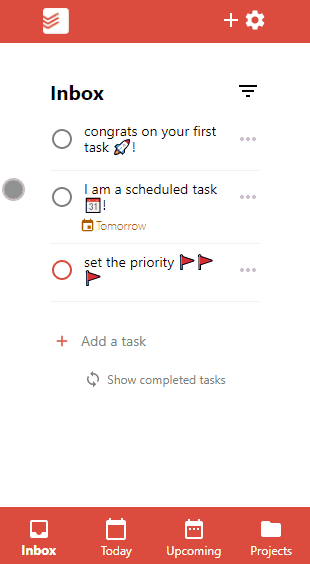 Inbox
congrats on your first
task 🚀!
I am a scheduled task
📅!
Tomorrow
set the priority 🚩🚩
🚩
Add a task
Show completed tasks
Inbox Today Upcoming Projects